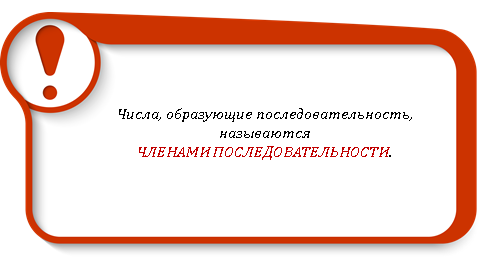 Числа, образующие последовательность,
называются
ЧЛЕНАМИ ПОСЛЕДОВАТЕЛЬНОСТИ.